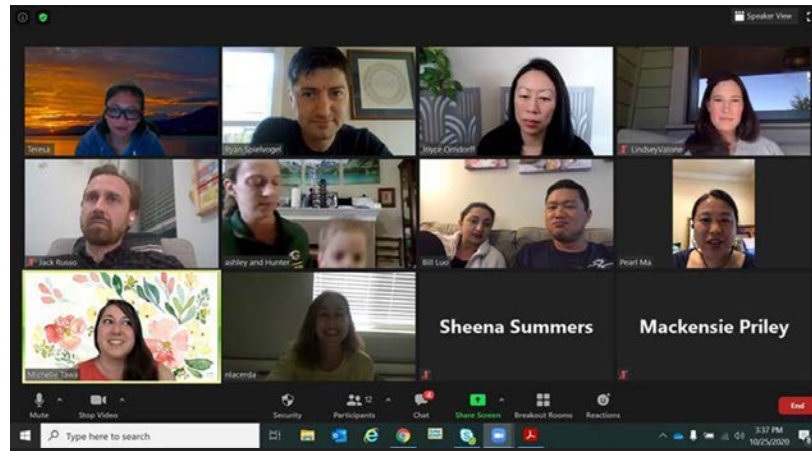 Speaker View
Teresa
Ryan Spielvogel
Joyce Orndorff
LindseyValone
Jack Russo
ashley and Hunter
Bill Luo
Pearl Ma
Michelle Tawa
nlacerda
Sheena Summers
Mackensie Priley
Mute
Stop Video
Security
12
Participants
4
Chat
Share Screen
Breakout Rooms
Reactions
End
Type here to search
3:37 PM
10/25/2020